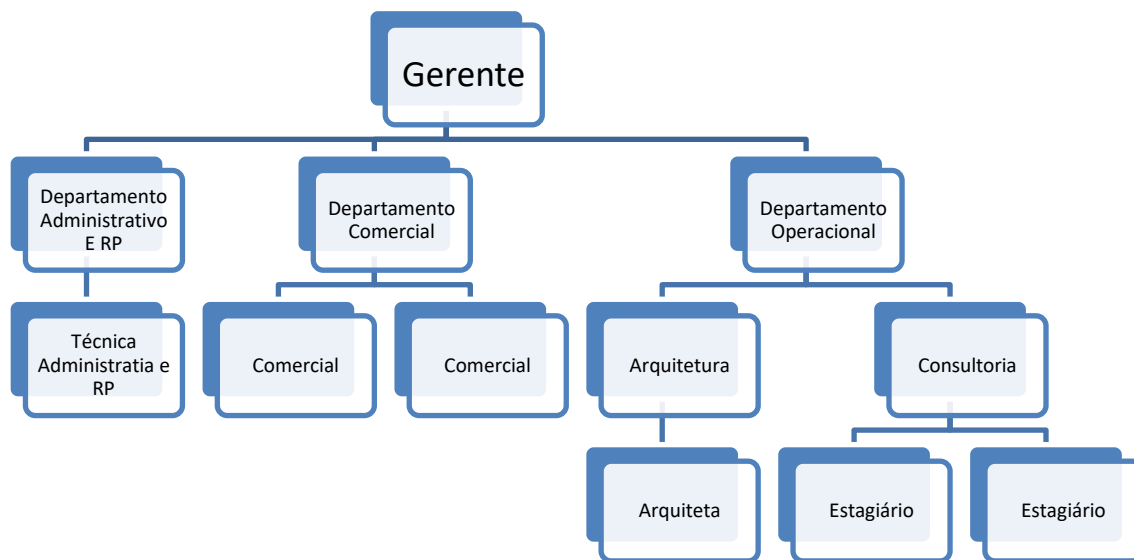 Gerente
Departamento
Administrativo
E RP
Departamento
Comercial
Departamento
Operacional
Técnica
Administratia e
RP
Comercial
Comercial
Arquitetura
Consultoria
Arquiteta
Estagiário
Estagiário